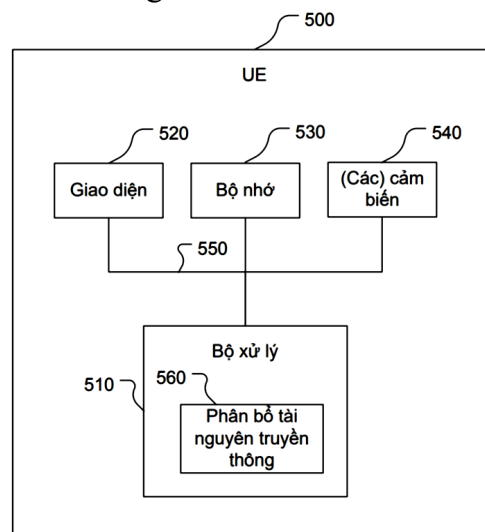 500
UE
520
530
540
Giao diện
Bộ nhớ
(Các) cảm
biến
550
Bộ xử lý
510
560
Phân bổ tài
nguyên truyền
thông